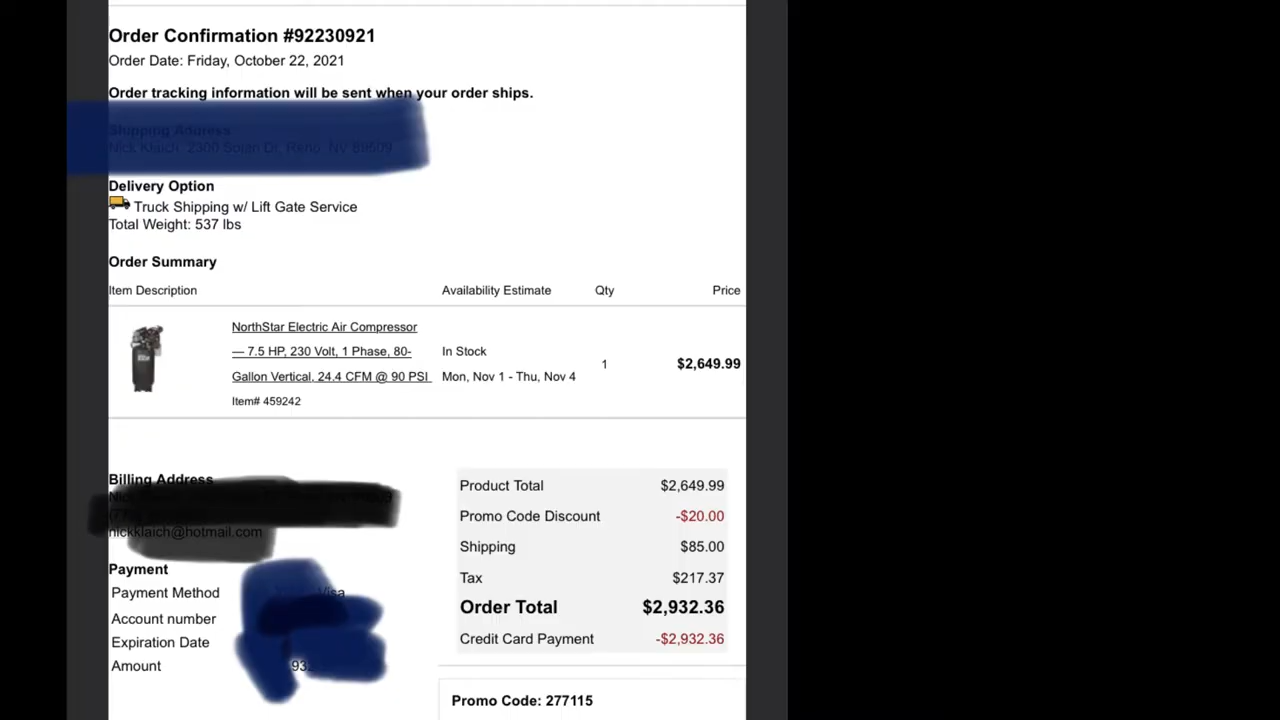 Order Confirmation #92230921
Order Date: Friday, October 22, 2021
Order tracking information will be sent when your order ships.
Delivery Option
Truck Shipping w/ Lift Gate Service
Total Weight: 537 lbs
Order Summary
Item Description Availability Estimate Qty Price
NorthStar Electric Air Compressor
— 7.5 HP, 230 Volt, 1 Phase, 80-
Gallon Vertical, 24.4 CFM @ 90 PSI
Item# 459242
In Stock
Mon, Nov 1 - Thu, Nov 4
1
$2,649.99
Billing Address
Payment
Payment Method
Account number
Expiration Date
Amount
Product Total $2,649.99
Promo Code Discount -$20.00
Shipping $85.00
Tax $217.37
Order Total $2,932.36
Credit Card Payment -$2,932.36
Promo Code: 277115